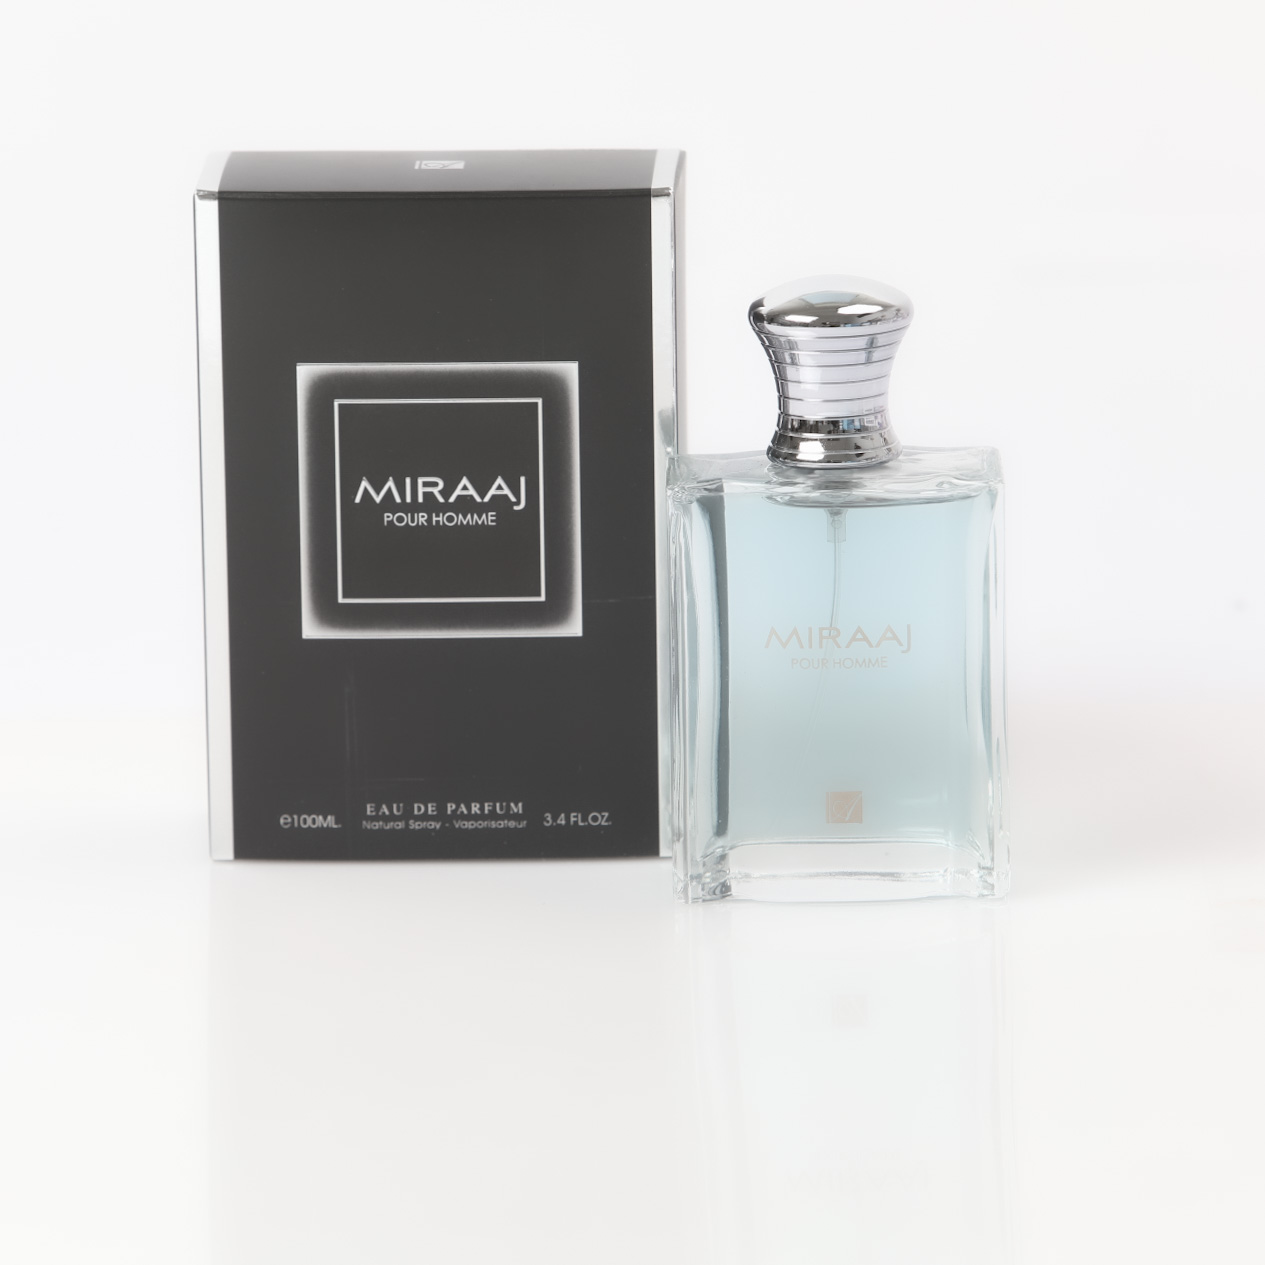 MIRAAJ
POUR HOMME
EAU DE PARFUM
℮100ML. Natural Spray - Vaporisateur 3.4 FL.OZ.
MIRAAJ
POUR HOMME